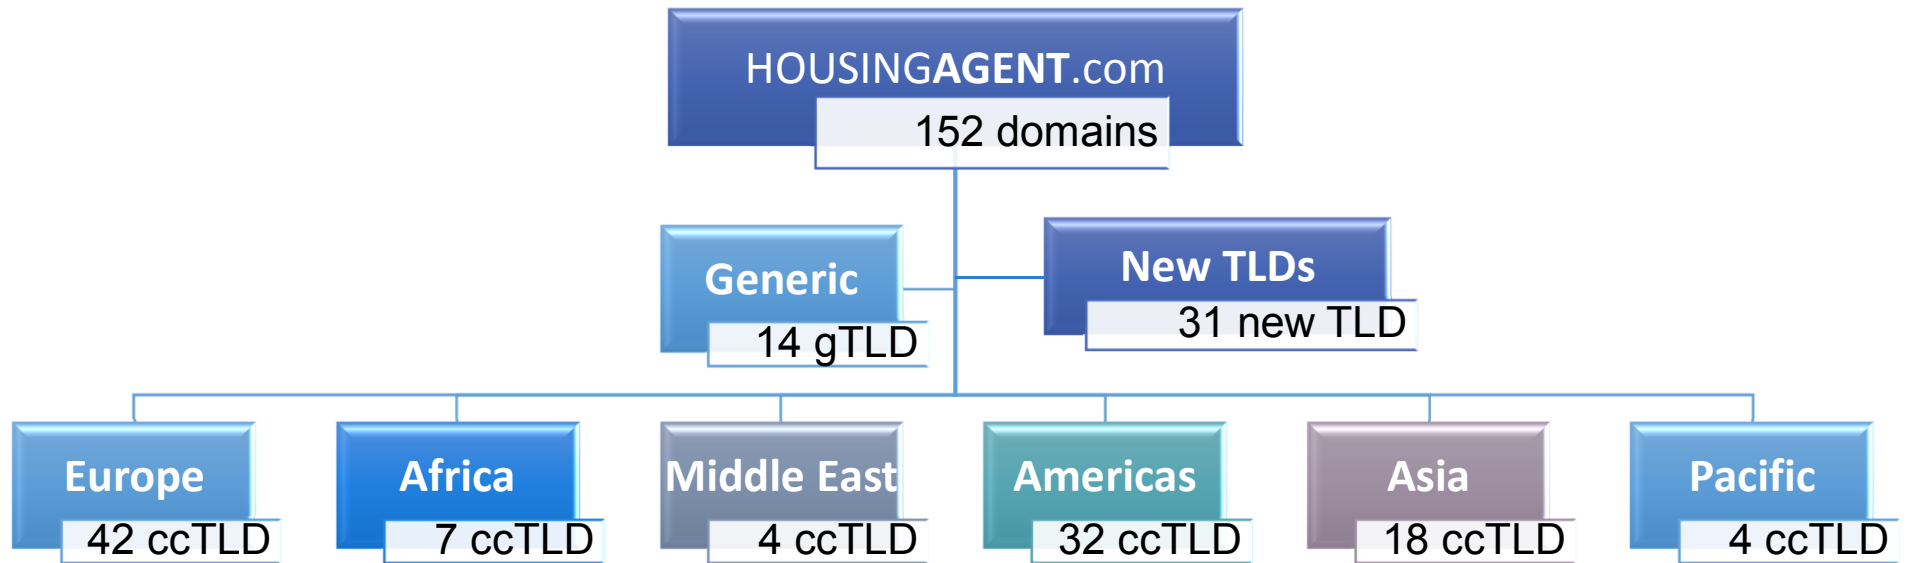 HOUSINGAGENT.com
152 domains
Generic
14 gTLD
New TLDs
31 new TLD
Europe
42 ccTLD
Africa
7 ccTLD
Middle East
4 ccTLD
Americas
32 ccTLD
Asia
18 ccTLD
Pacific
4 ccTLD